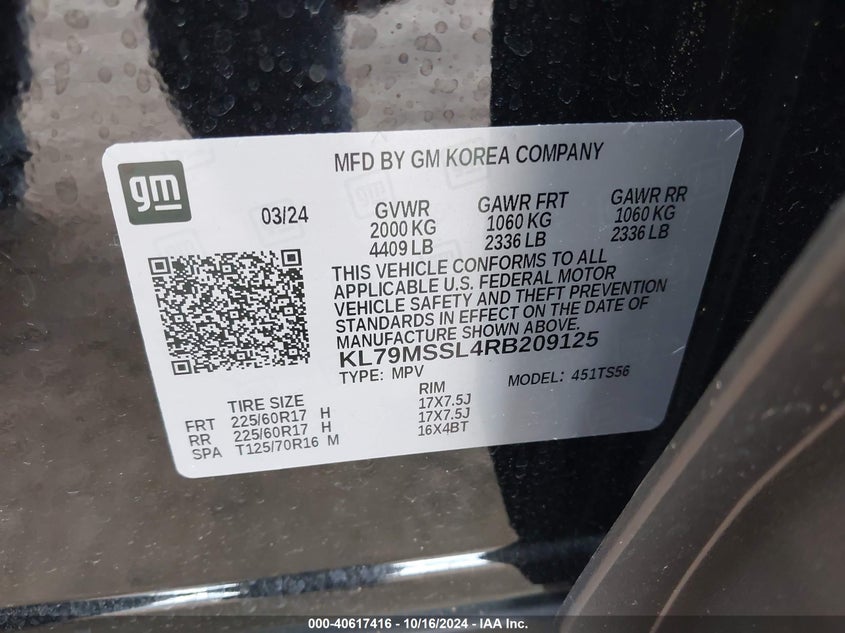 gm
MFD BY GM KOREA COMPANY
03/24
GVWR GAWR FRT GAWR RR
2000 KG 1060 KG 1060 KG
4409 LB 2336 LB 2336 LB
THIS VEHICLE CONFORMS TO ALL
APPLICABLE U.S. FEDERAL MOTOR
VEHICLE SAFETY AND THEFT PREVENTION
STANDARDS IN EFFECT ON THE DATE OF
MANUFACTURE SHOWN ABOVE.
KL79MSSL4RB209125
TYPE: MPV MODEL: 451TS56
TIRE SIZE RIM
FRT 225/60R17 H 17X7.5J
RR 225/60R17 H 17X7.5J
SPA T125/70R16 M 16X4BT
000-40617416 - 10/16/2024 - IAA Inc.